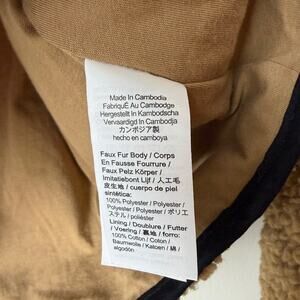 Made In Cambodia
FabriquÉ Au Cambodge
Hergestellt In Kambodscha
Vervaardigd In Cambodja
カンボジア製
hecho en camboya
Faux Fur Body / Corps
En Fausse Fourrure /
Faux Pelz Körper /
Imitatiebont Lijf / 人工毛
皮生地 / cuerpo de piel
sintética:
100% Polyester / Polyester
Polyester / Polyester / ポリエ
ステル / poliéster
Lining / Doublure / Futter
/ Voering / 裏地 / forro:
100% Cotton / Coton /
Baumwolle / Katoen / 綿 /
algodón